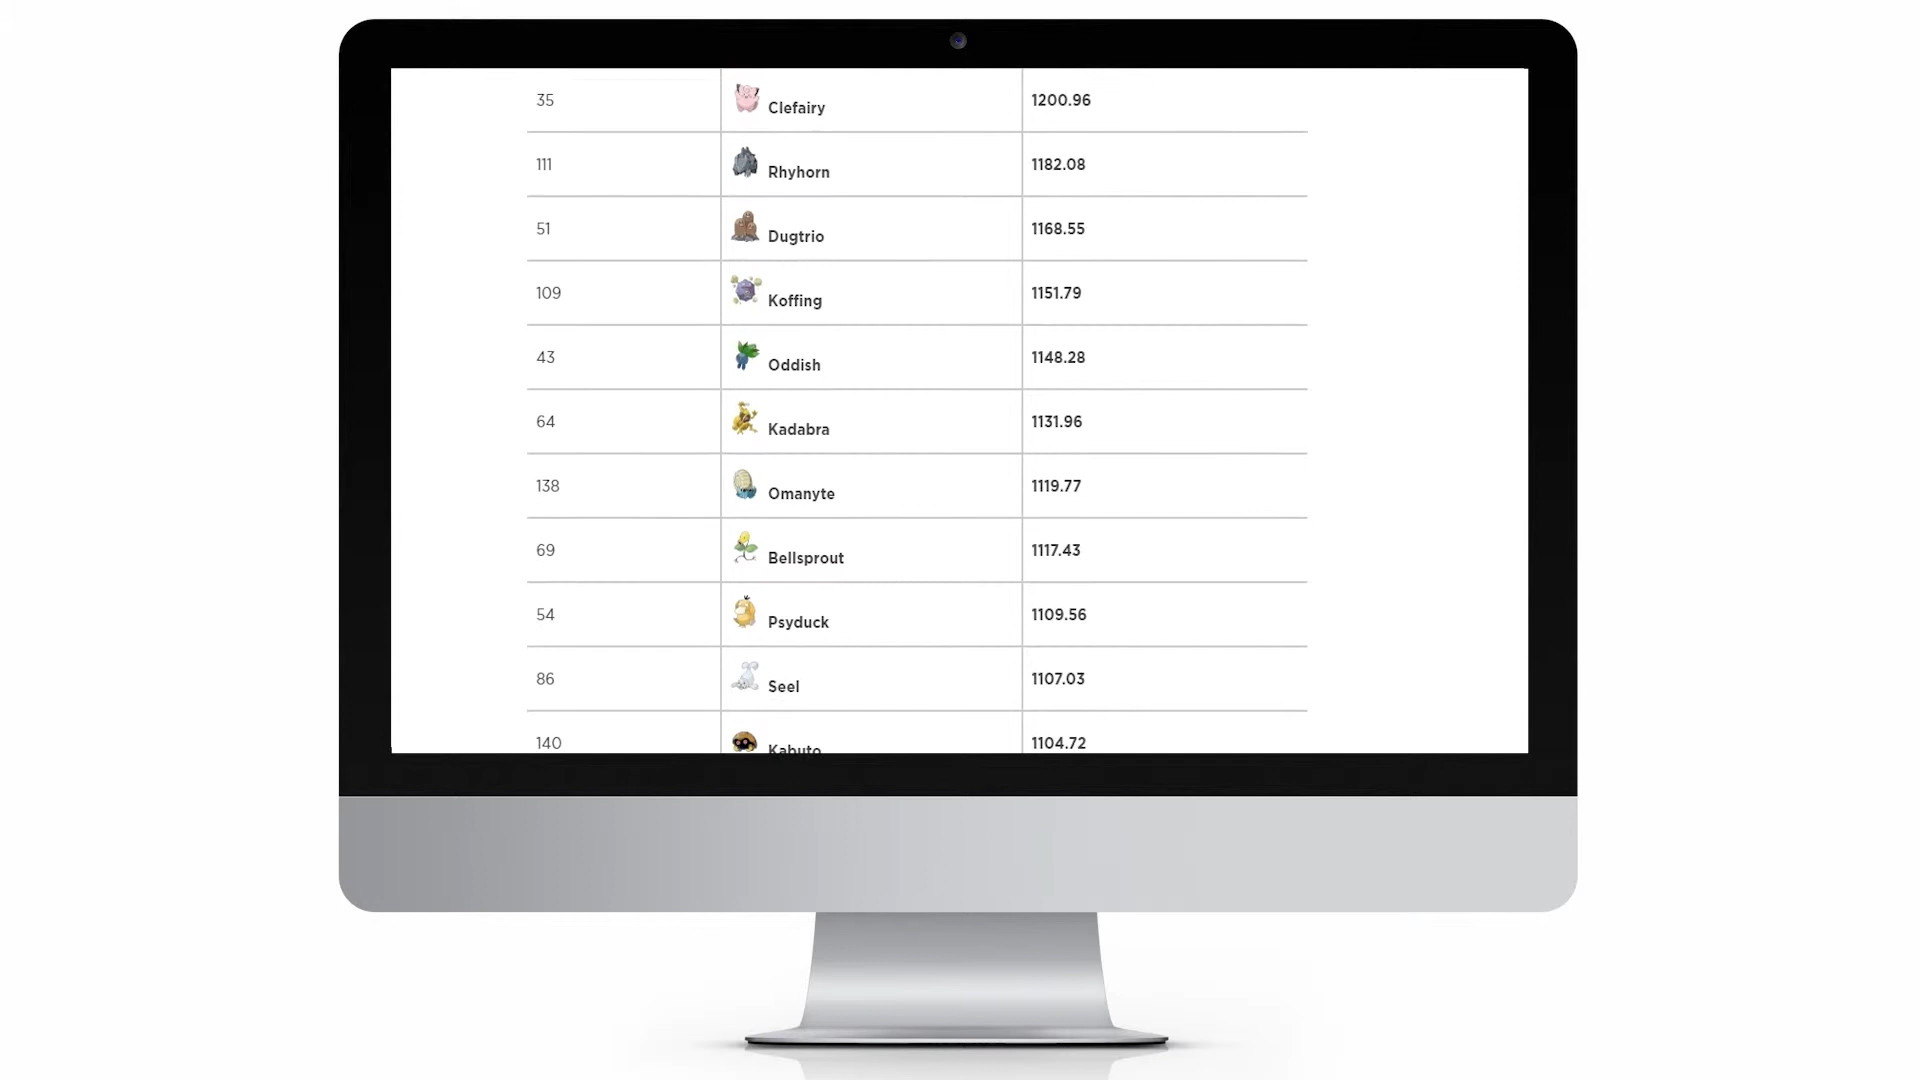 35 Clefairy 1200.96
111 Rhyhorn 1182.08
51 Dugtrio 1168.55
109 Koffing 1151.79
43 Oddish 1148.28
64 Kadabra 1131.96
138 Omanyte 1119.77
69 Bellsprout 1117.43
54 Psyduck 1109.56
86 Seel 1107.03
140 Kabuto 1104.72